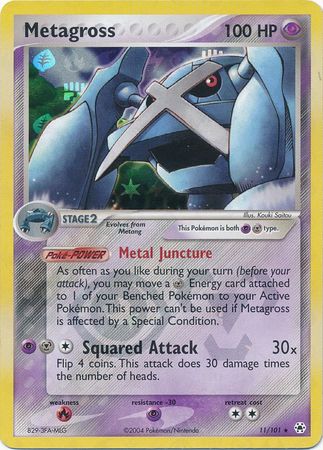 Metagross 100 HP
Illus. Kouki Saitou
STAGE2 Evolves from
Metang
This Pokémon is both type.
Poké-POWER Metal Juncture
As often as you like during your turn (before your
attack), you may move a Energy card attached
to 1 of your Benched Pokémon to your Active
Pokémon. This power can't be used if Metagross
is affected by a Special Condition.
Squared Attack 30x
Flip 4 coins. This attack does 30 damage times
the number of heads.
weakness resistance -30 retreat cost
B29-3FA-MEG ©2004 Pokémon/Nintendo 11/101 ★